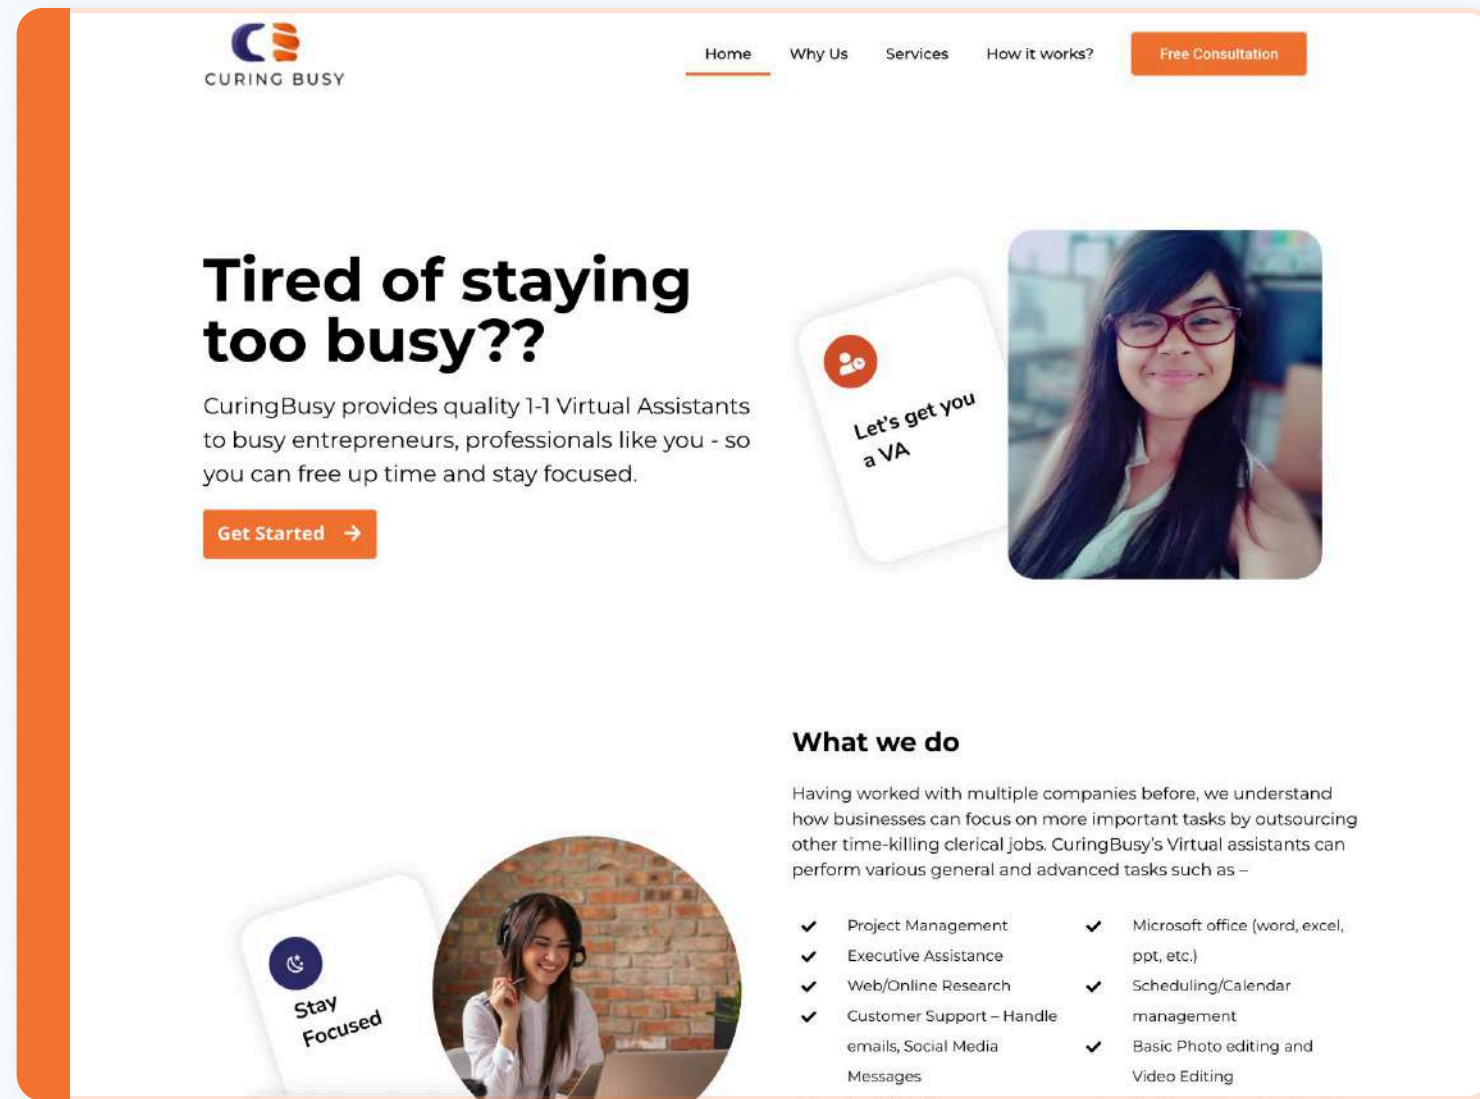 CURING BUSY
Home
Why Us
Services
How it works?
Free Consultation
Tired of staying
too busy??
CuringBusy provides quality 1-1 Virtual Assistants
to busy entrepreneurs, professionals like you - so
you can free up time and stay focused.
Get Started
Let's get you
a VA
What we do
Having worked with multiple companies before, we understand
how businesses can focus on more important tasks by outsourcing
other time-killing clerical jobs. CuringBusy's Virtual assistants can
perform various general and advanced tasks such as –
Project Management
Executive Assistance
Web/Online Research
Customer Support – Handle
emails, Social Media
Messages
Microsoft office (word, excel,
ppt, etc.)
Scheduling/Calendar
management
Basic Photo editing and
Video Editing
Stay
Focused